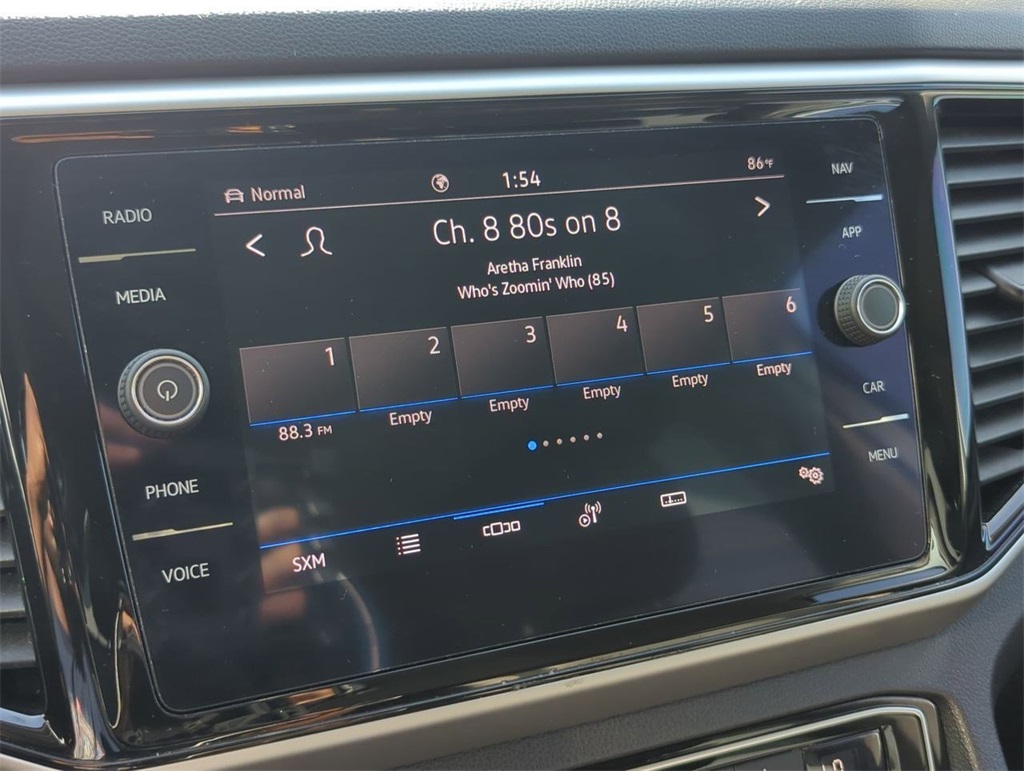 Normal
1:54
86°F
Ch. 8 80s on 8
Aretha Franklin
Who's Zoomin' Who (85)
1 2 3 4 5 6
88.3 FM Empty Empty Empty Empty Empty
SXM
RADIO
MEDIA
PHONE
VOICE
NAV
APP
CAR
MENU